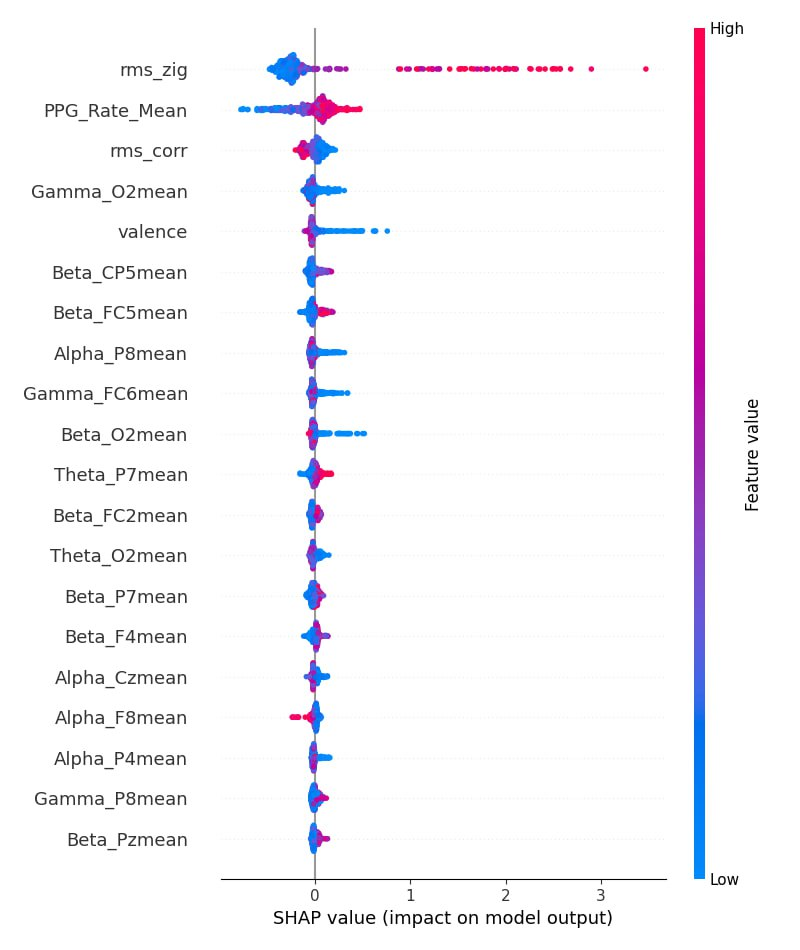 High
rms_zig
PPG_Rate_Mean
rms_corr
Gamma_O2mean
valence
Beta_CP5mean
Beta_FC5mean
Alpha_P8mean
Gamma_FC6mean
Beta_O2mean
Theta_P7mean
Beta_FC2mean
Theta_O2mean
Beta_P7mean
Beta_F4mean
Alpha_Czmean
Alpha_F8mean
Alpha_P4mean
Gamma_P8mean
Beta_Pzmean
Feature value
Low
0 1 2 3
SHAP value (impact on model output)